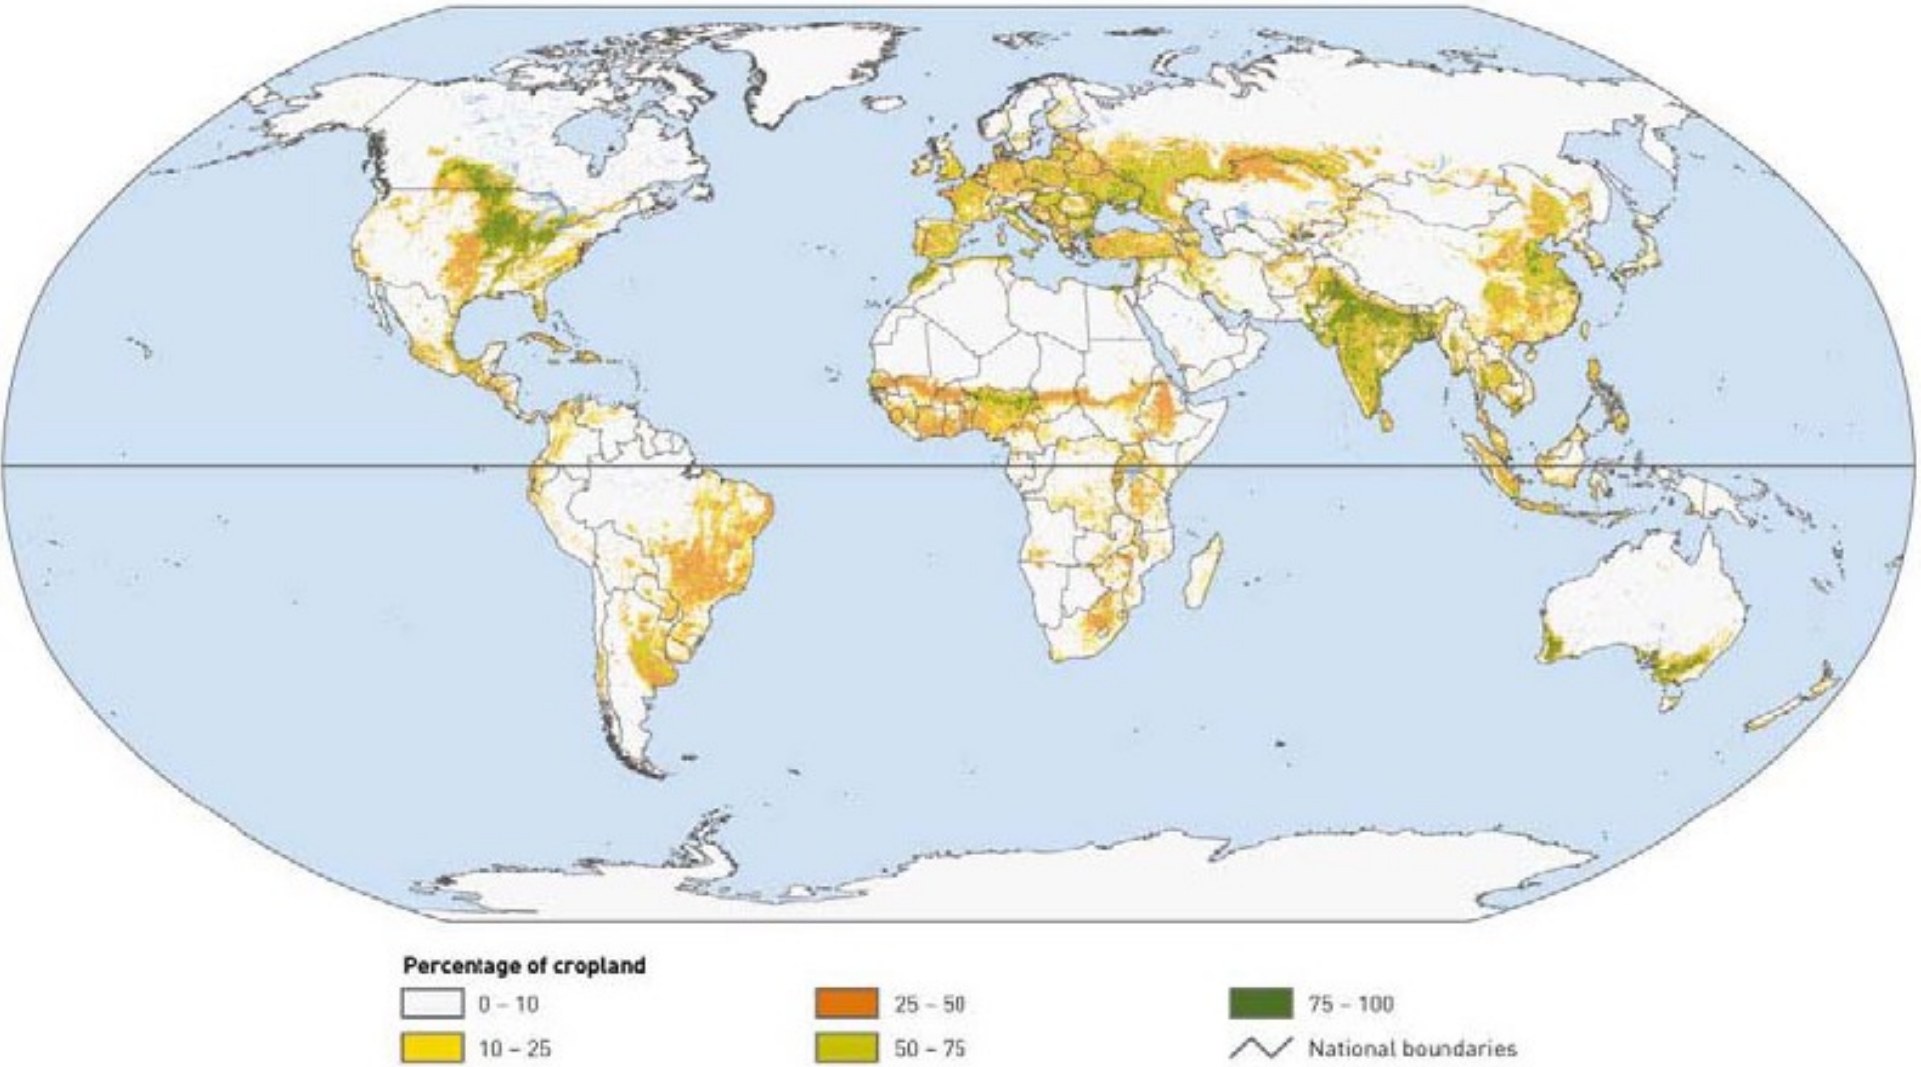 Percentage of cropland
0 – 10
10 – 25
25 – 50
50 – 75
75 – 100
National boundaries